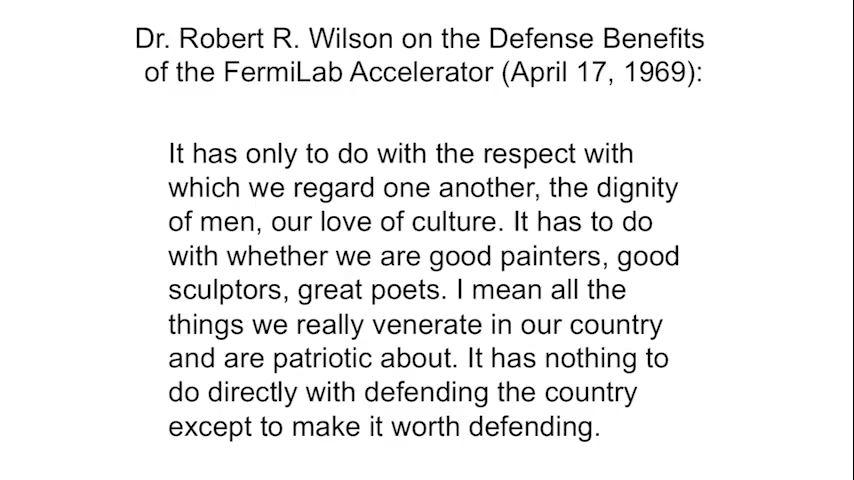 Dr. Robert R. Wilson on the Defense Benefits
of the FermiLab Accelerator (April 17, 1969):
It has only to do with the respect with
which we regard one another, the dignity
of men, our love of culture. It has to do
with whether we are good painters, good
sculptors, great poets. I mean all the
things we really venerate in our country
and are patriotic about. It has nothing to
do directly with defending the country
except to make it worth defending.